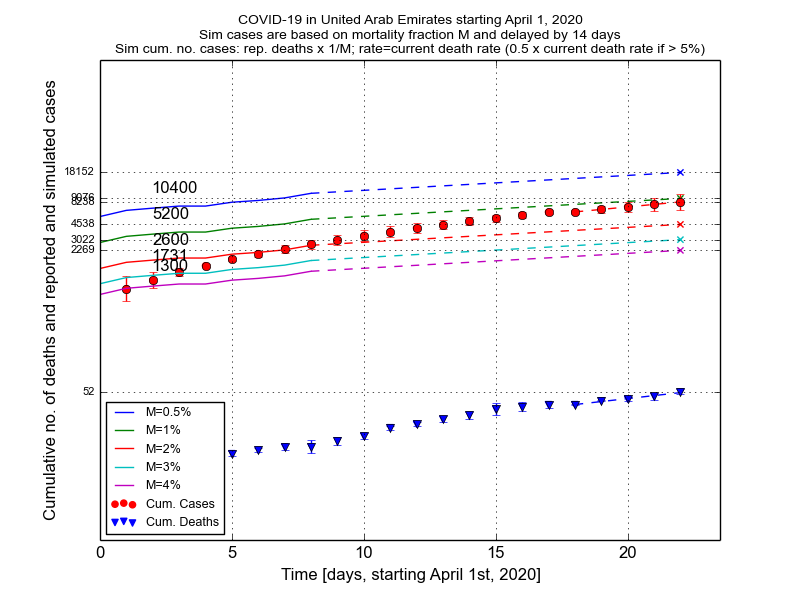 COVID-19 in United Arab Emirates starting April 1, 2020
Sim cases are based on mortality fraction M and delayed by 14 days
Sim cum. no. cases: rep. deaths x 1/M; rate=current death rate (0.5 x current death rate if > 5%)
Cumulative no. of deaths and reported and simulated cases
18152
9076
8238
4538
3022
2269
52
10400
5200
2600
1731
1300
M=0.5%
M=1%
M=2%
M=3%
M=4%
Cum. Cases
Cum. Deaths
0 5 10 15 20
Time [days, starting April 1st, 2020]